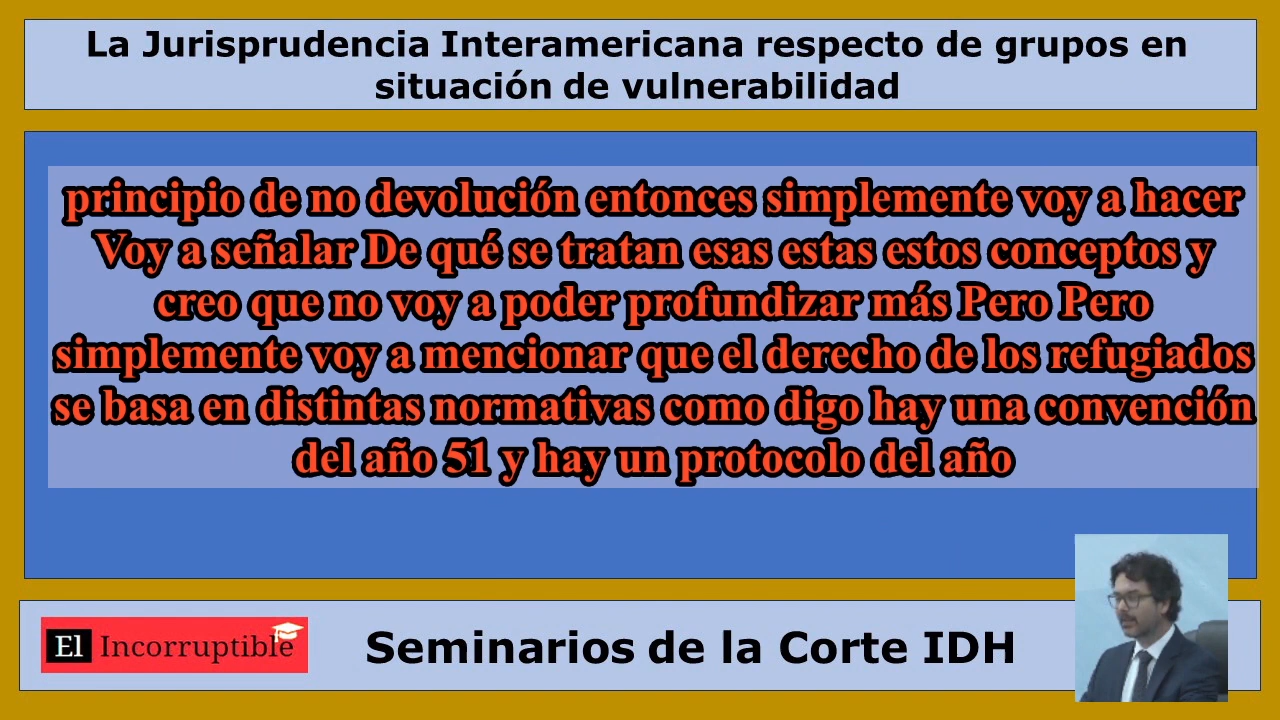 La Jurisprudencia Interamericana respecto de grupos en
situación de vulnerabilidad
principio de no devolución entonces simplemente voy a hacer
Voy a señalar De qué se tratan esas estas estos conceptos y
creo que no voy a poder profundizar más Pero Pero
simplemente voy a mencionar que el derecho de los refugiados
se basa en distintas normativas como digo hay una convención
del año 51 y hay un protocolo del año
El Incorruptible
Seminarios de la Corte IDH